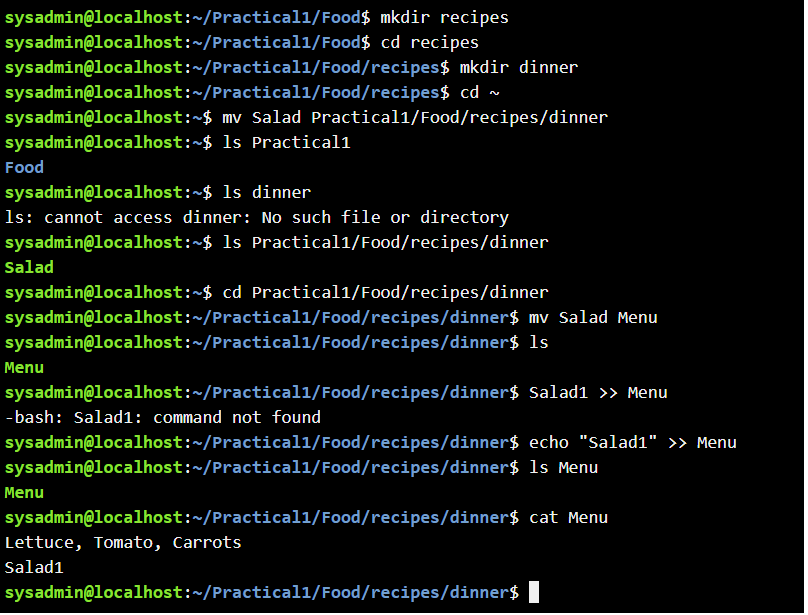 sysadmin@localhost:~/Practical1/Food$ mkdir recipes
sysadmin@localhost:~/Practical1/Food$ cd recipes
sysadmin@localhost:~/Practical1/Food/recipes$ mkdir dinner
sysadmin@localhost:~/Practical1/Food/recipes$ cd ~
sysadmin@localhost:~$ mv Salad Practical1/Food/recipes/dinner
sysadmin@localhost:~$ ls Practical1
Food
sysadmin@localhost:~$ ls dinner
ls: cannot access dinner: No such file or directory
sysadmin@localhost:~$ ls Practical1/Food/recipes/dinner
Salad
sysadmin@localhost:~$ cd Practical1/Food/recipes/dinner
sysadmin@localhost:~/Practical1/Food/recipes/dinner$ mv Salad Menu
sysadmin@localhost:~/Practical1/Food/recipes/dinner$ ls
Menu
sysadmin@localhost:~/Practical1/Food/recipes/dinner$ Salad1 >> Menu
-bash: Salad1: command not found
sysadmin@localhost:~/Practical1/Food/recipes/dinner$ echo "Salad1" >> Menu
sysadmin@localhost:~/Practical1/Food/recipes/dinner$ ls Menu
Menu
sysadmin@localhost:~/Practical1/Food/recipes/dinner$ cat Menu
Lettuce, Tomato, Carrots
Salad1
sysadmin@localhost:~/Practical1/Food/recipes/dinner$